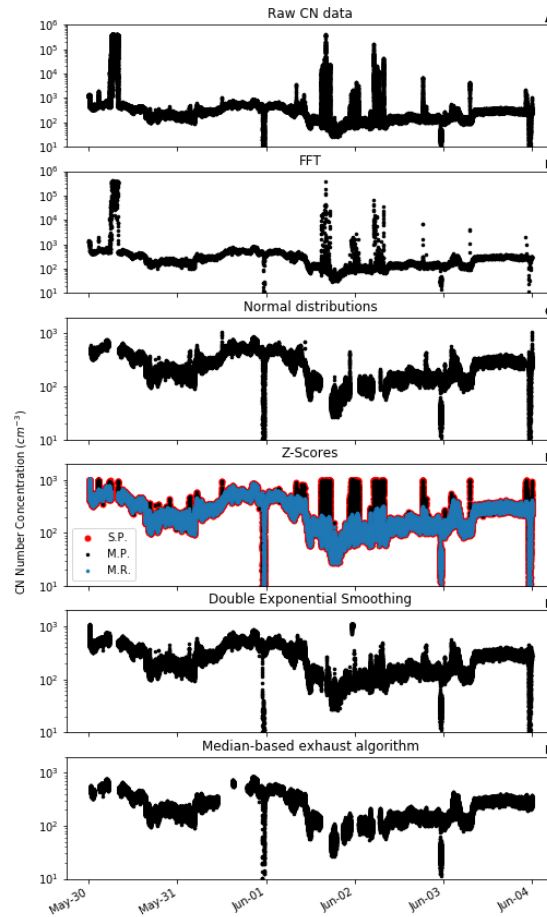 Raw CN data
10⁶
10⁵
10⁴
10³
10²
10¹
FFT
10⁶
10⁵
10⁴
10³
10²
10¹
Normal distributions
10³
10²
10¹
CN Number Concentration (cm⁻³)
Z-Scores
10³
10²
10¹
S.P.
M.P.
M.R.
Double Exponential Smoothing
10³
10²
10¹
Median-based exhaust algorithm
10³
10²
10¹
May-30
May-31
Jun-01
Jun-02
Jun-03
Jun-04